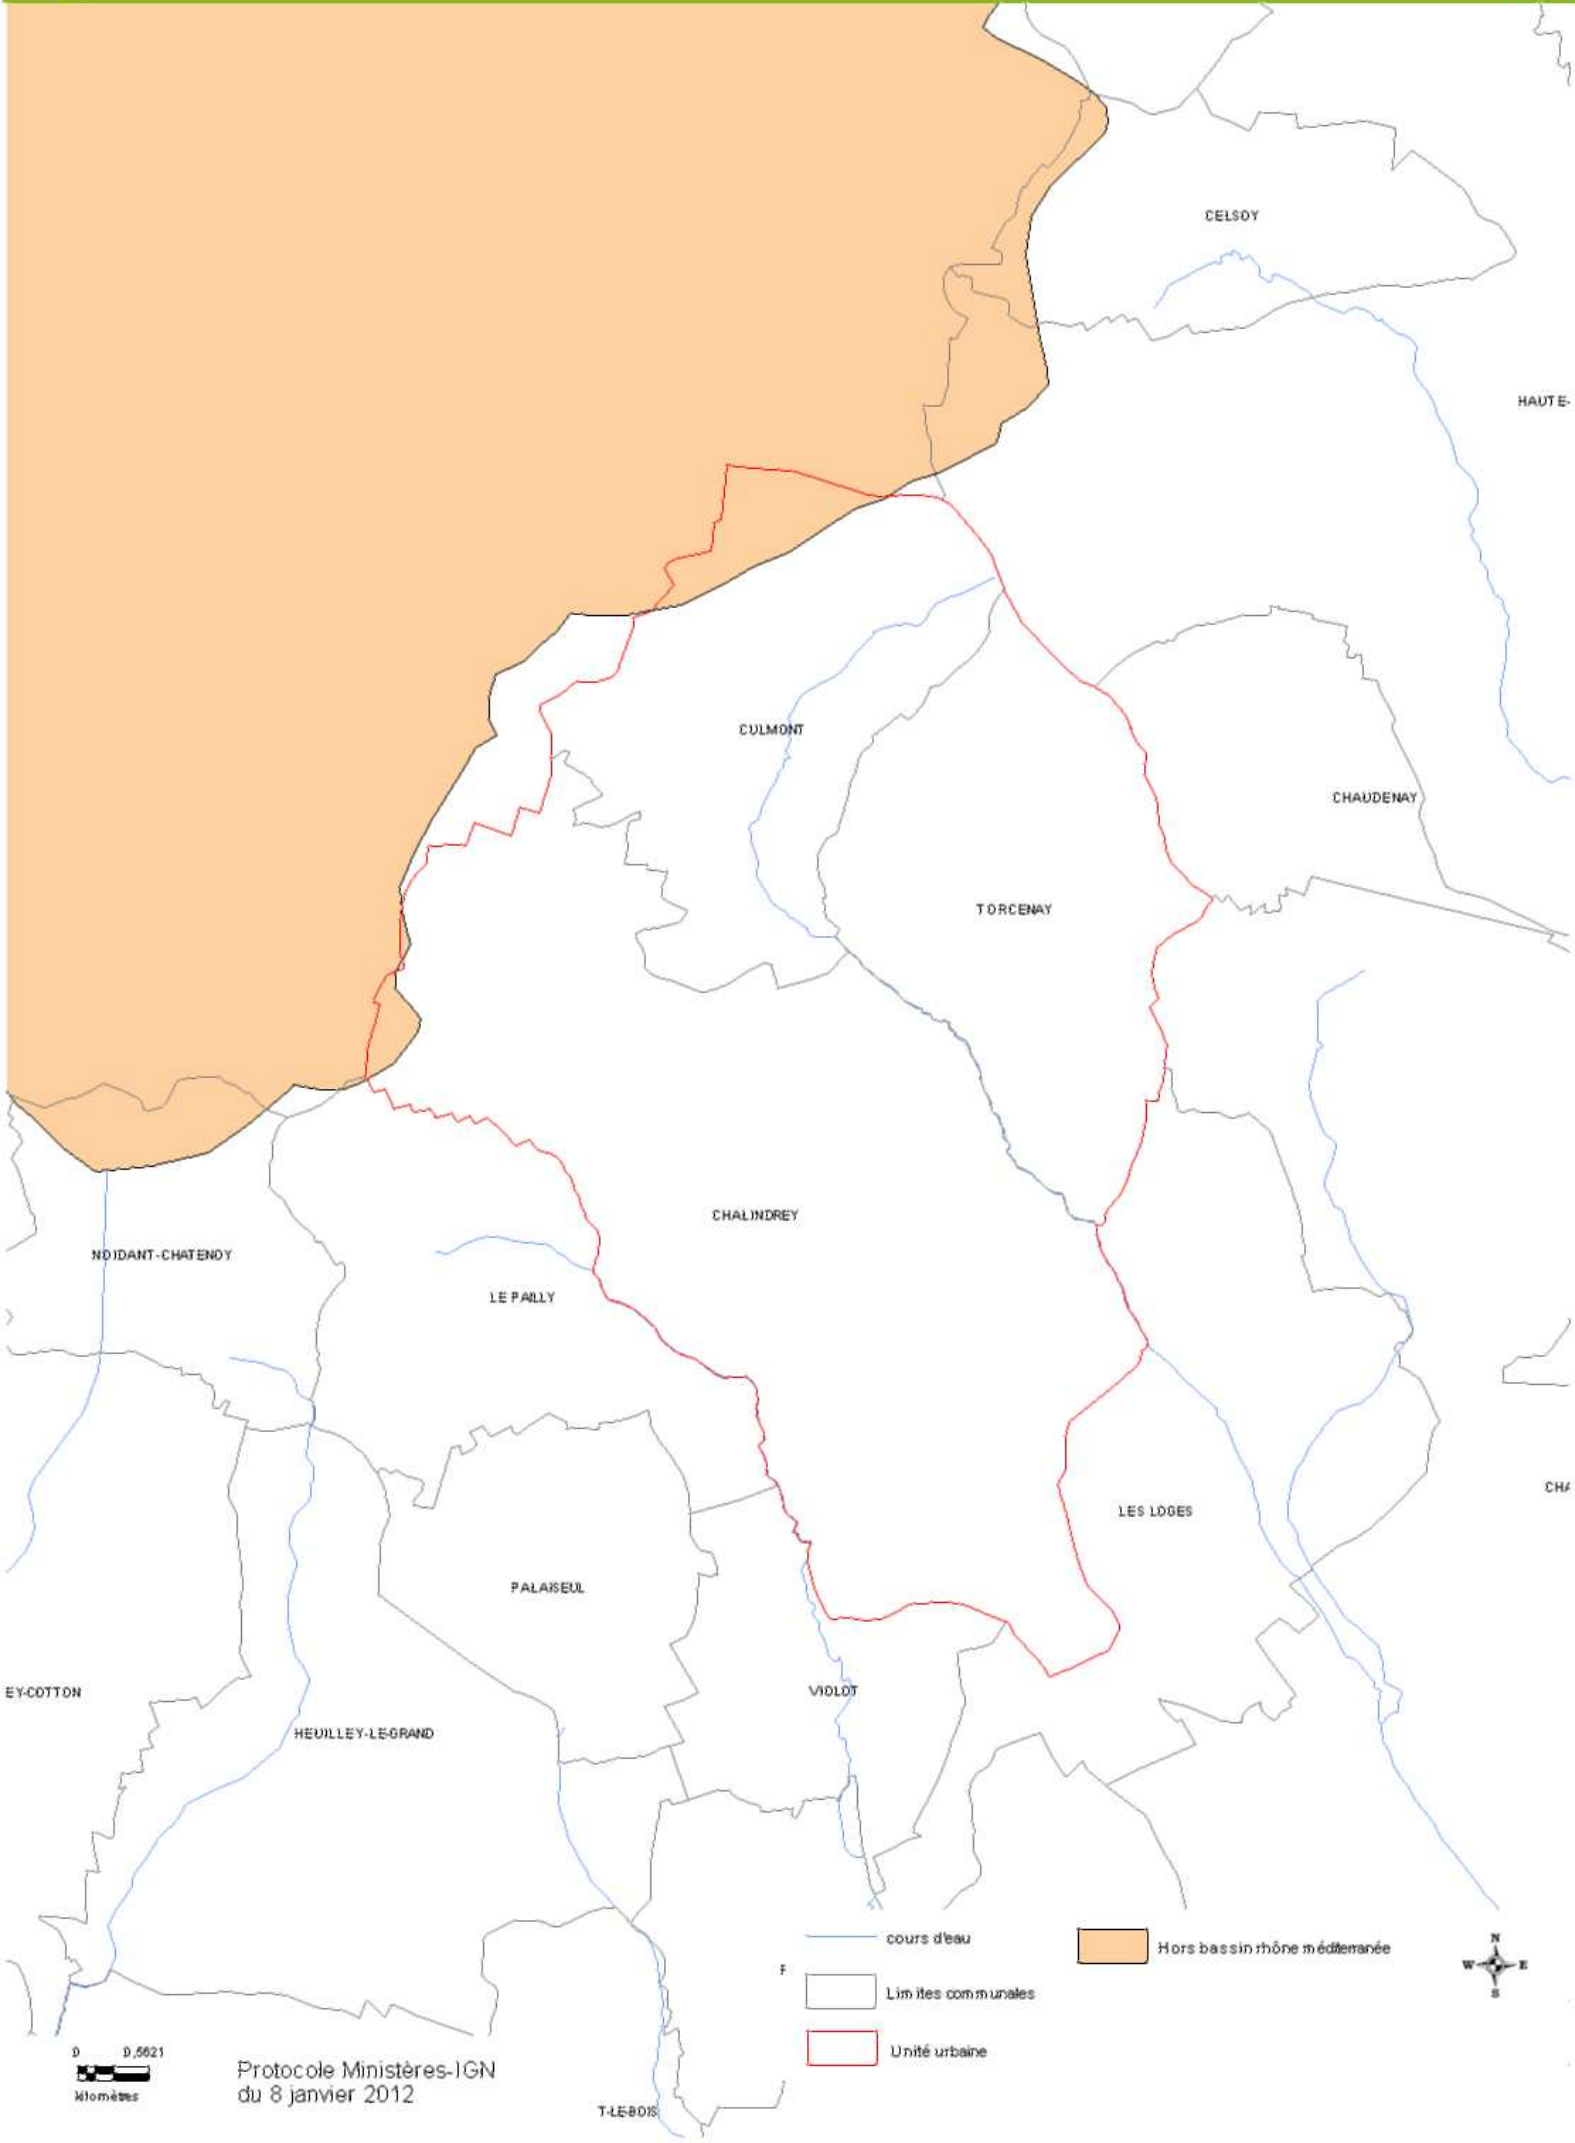 CELSOY
HAUTE-
CULMONT
CHAUDENAY
TORCENAY
CHALINDREY
NOIDANT-CHATENOY
LE PAILLY
CHA
LES LOGES
PALAISEUL
EY-COTTON
VIOLOT
HEUILLEY-LE-GRAND
cours d'eau
Hors bassin rhône méditerranée
N
W E
S
Limites communales
Unité urbaine
0 0,5621
kilomètres
Protocole Ministères-IGN
du 8 janvier 2012
T-LE-BOIS